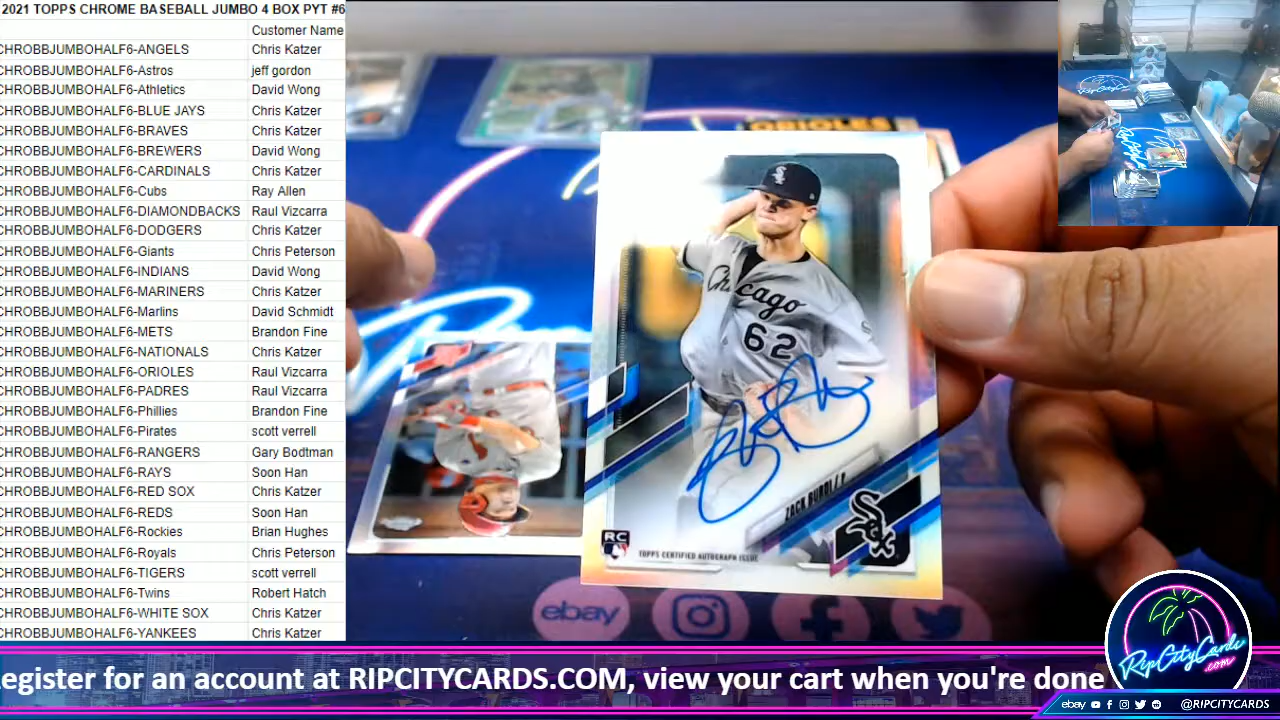 2021 TOPPS CHROME BASEBALL JUMBO 4 BOX PYT #6
Customer Name
CHROBBJUMBOHALF6-ANGELS Chris Katzer
CHROBBJUMBOHALF6-Astros jeff gordon
CHROBBJUMBOHALF6-Athletics David Wong
CHROBBJUMBOHALF6-BLUE JAYS Chris Katzer
CHROBBJUMBOHALF6-BRAVES Chris Katzer
CHROBBJUMBOHALF6-BREWERS David Wong
CHROBBJUMBOHALF6-CARDINALS Chris Katzer
CHROBBJUMBOHALF6-Cubs Ray Allen
CHROBBJUMBOHALF6-DIAMONDBACKS Raul Vizcarra
CHROBBJUMBOHALF6-DODGERS Chris Katzer
CHROBBJUMBOHALF6-Giants Chris Peterson
CHROBBJUMBOHALF6-INDIANS David Wong
CHROBBJUMBOHALF6-MARINERS Chris Katzer
CHROBBJUMBOHALF6-Marlins David Schmidt
CHROBBJUMBOHALF6-METS Brandon Fine
CHROBBJUMBOHALF6-NATIONALS Chris Katzer
CHROBBJUMBOHALF6-ORIOLES Raul Vizcarra
CHROBBJUMBOHALF6-PADRES Raul Vizcarra
CHROBBJUMBOHALF6-Phillies Brandon Fine
CHROBBJUMBOHALF6-Pirates scott verrell
CHROBBJUMBOHALF6-RANGERS Gary Bodtman
CHROBBJUMBOHALF6-RAYS Soon Han
CHROBBJUMBOHALF6-RED SOX Chris Katzer
CHROBBJUMBOHALF6-REDS Soon Han
CHROBBJUMBOHALF6-Rockies Brian Hughes
CHROBBJUMBOHALF6-Royals Chris Peterson
CHROBBJUMBOHALF6-TIGERS scott verrell
CHROBBJUMBOHALF6-Twins Robert Hatch
CHROBBJUMBOHALF6-WHITE SOX Chris Katzer
CHROBBJUMBOHALF6-YANKEES Chris Katzer
ORIOLES
Chicago
62
ZACK BURDI / P
Sox
RC
TOPPS CERTIFIED AUTOGRAPH ISSUE
ebay
RipCityCards
.com
egister for an account at RIPCITYCARDS.COM, view your cart when you're done
ebay @RIPCITYCARDS